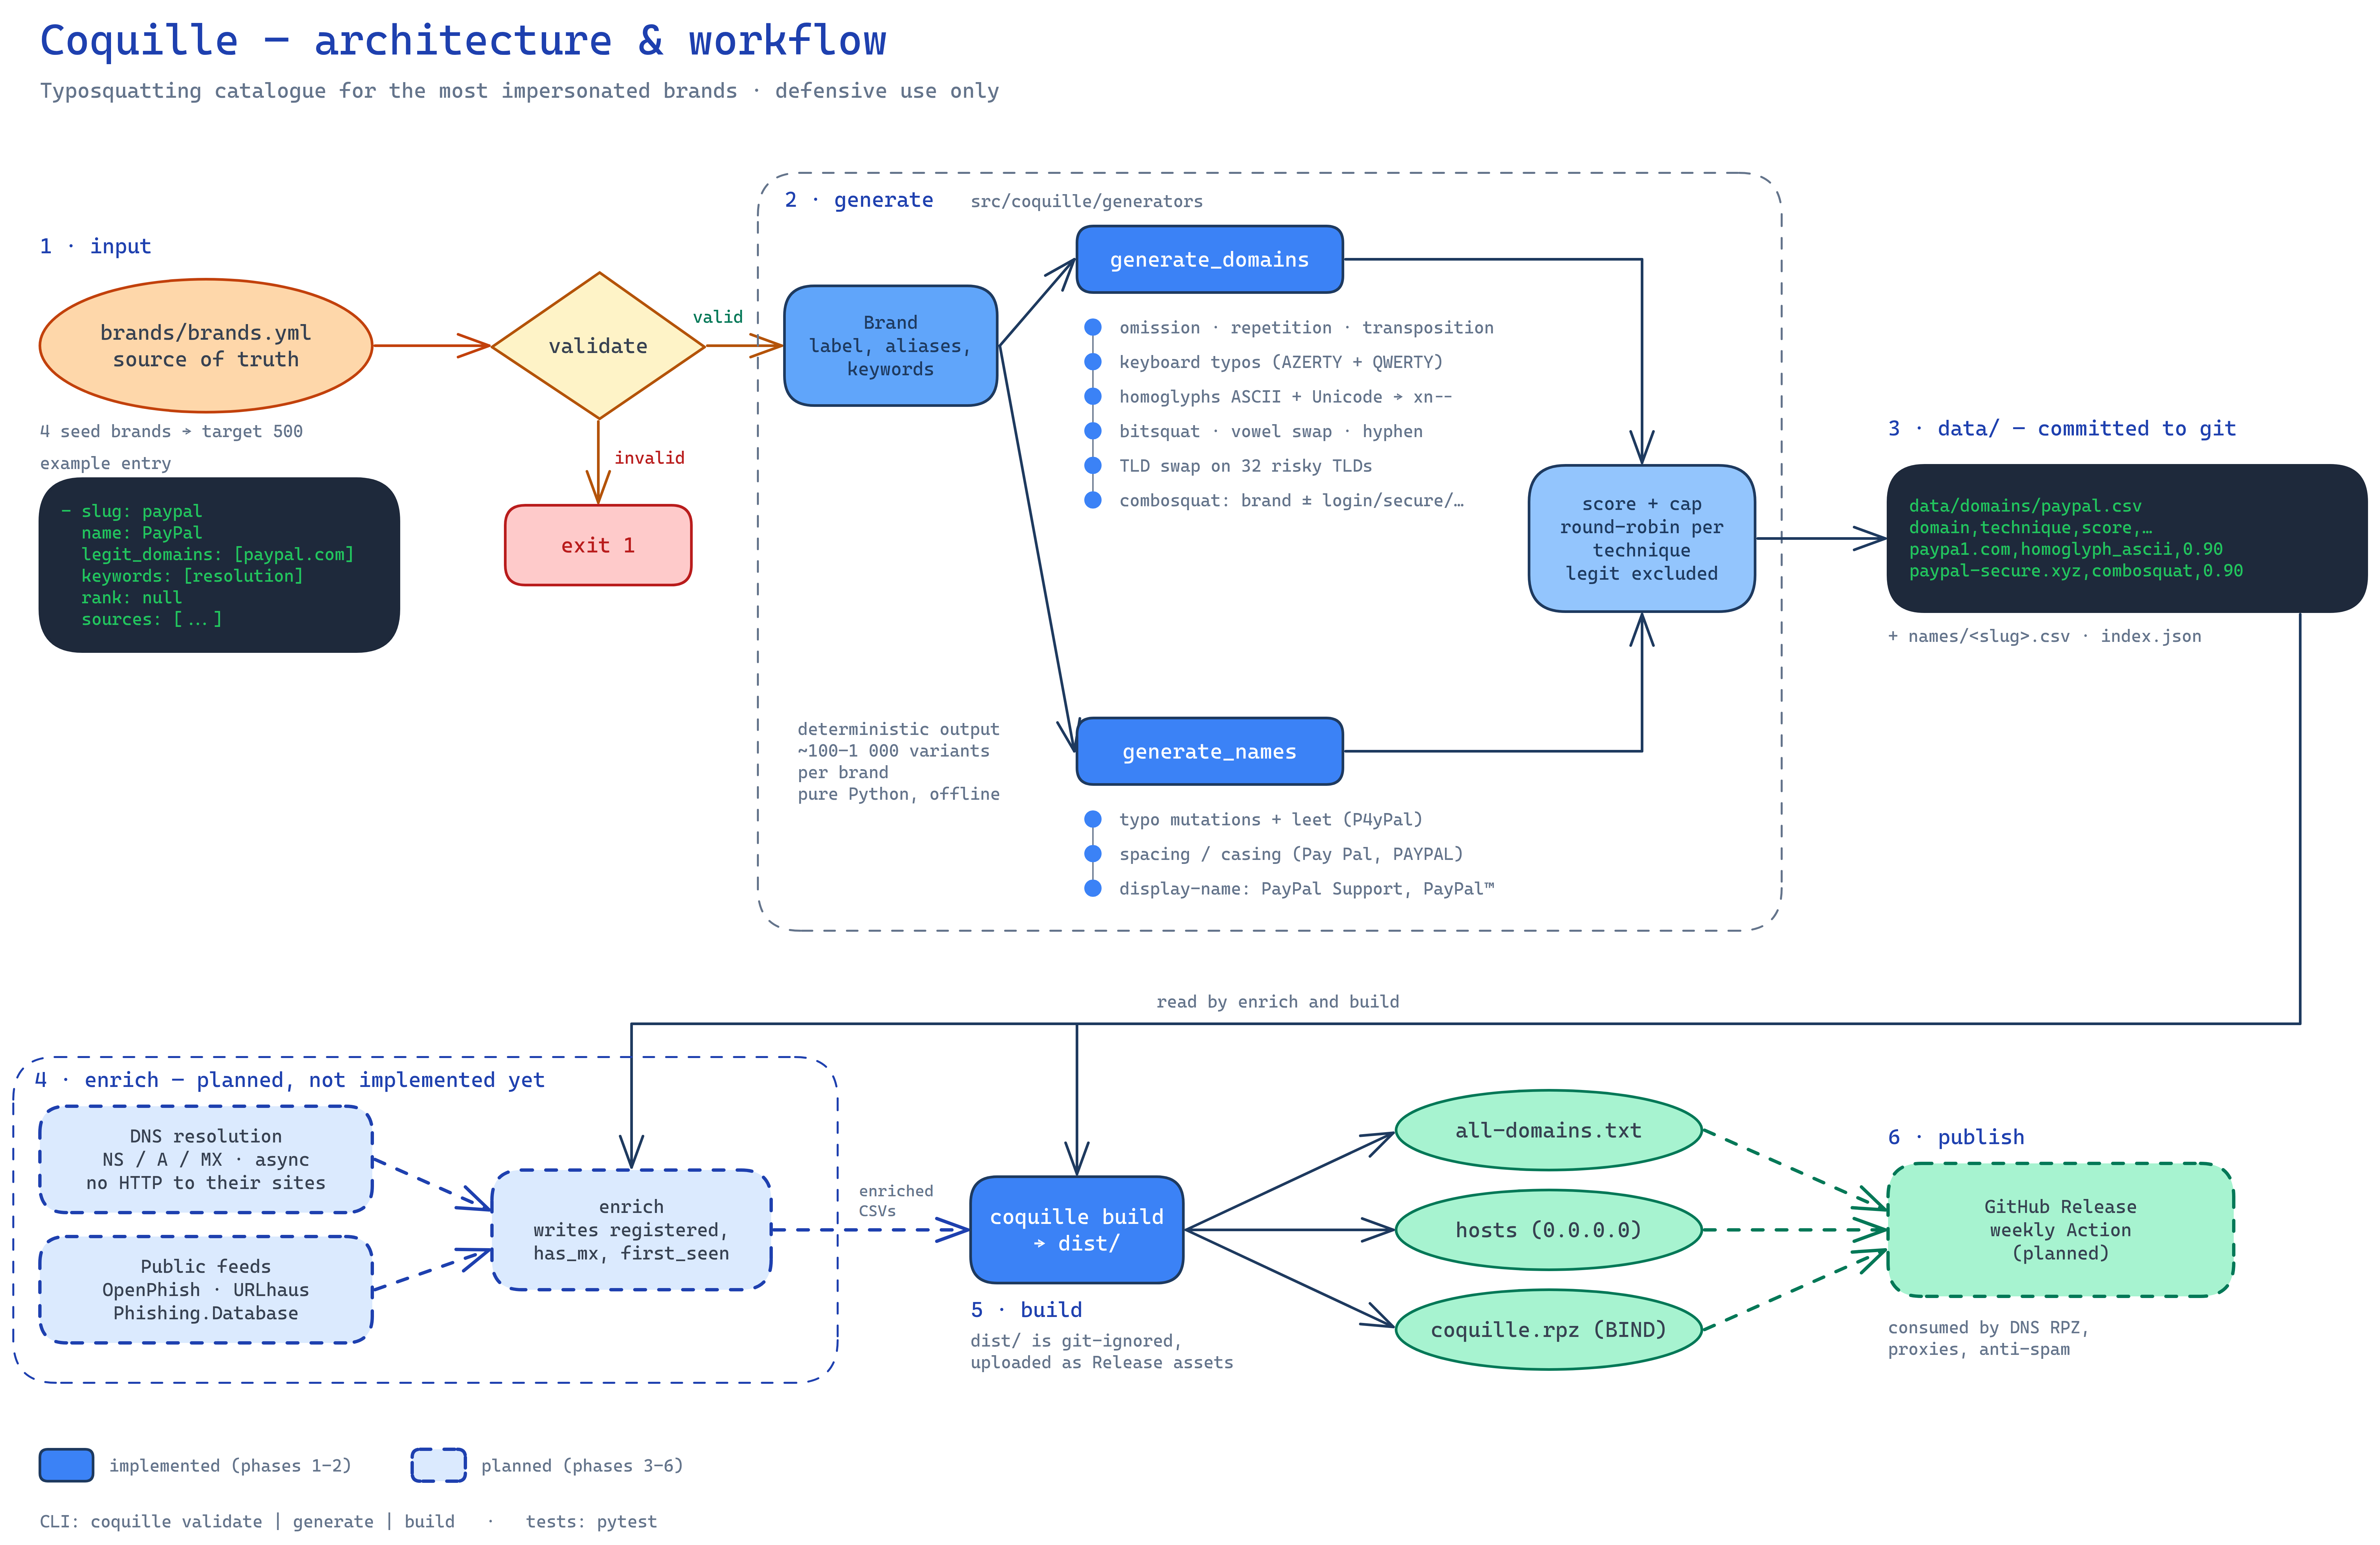 Coquille — architecture & workflow
Typosquatting catalogue for the most impersonated brands · defensive use only
1 · input
brands/brands.yml
source of truth
4 seed brands → target 500
example entry
— slug: paypal
name: PayPal
legit_domains: [paypal.com]
keywords: [resolution]
rank: null
sources: [...]
validate
valid
invalid
exit 1
2 · generate
src/coquille/generators
Brand
label, aliases,
keywords
generate_domains
omission · repetition · transposition
keyboard typos (AZERTY + QWERTY)
homoglyphs ASCII + Unicode → xn--
bitsquat · vowel swap · hyphen
TLD swap on 32 risky TLDs
combosquat: brand ± login/secure/…
deterministic output
~100–1 000 variants
per brand
pure Python, offline
generate_names
typo mutations + leet (P4yPal)
spacing / casing (Pay Pal, PAYPAL)
display-name: PayPal Support, PayPal™
score + cap
round-robin per
technique
legit excluded
3 · data/ — committed to git
data/domains/paypal.csv
domain,technique,score,…
paypa1.com,homoglyph_ascii,0.90
paypal-secure.xyz,combosquat,0.90
+ names/<slug>.csv · index.json
read by enrich and build
4 · enrich — planned, not implemented yet
DNS resolution
NS / A / MX · async
no HTTP to their sites
Public feeds
OpenPhish · URLhaus
Phishing.Database
enrich
writes registered,
has_mx, first_seen
enriched
CSVs
coquille build
→ dist/
5 · build
dist/ is git-ignored,
uploaded as Release assets
all-domains.txt
hosts (0.0.0.0)
coquille.rpz (BIND)
6 · publish
GitHub Release
weekly Action
(planned)
consumed by DNS RPZ,
proxies, anti-spam
implemented (phases 1–2)
planned (phases 3–6)
CLI: coquille validate | generate | build · tests: pytest